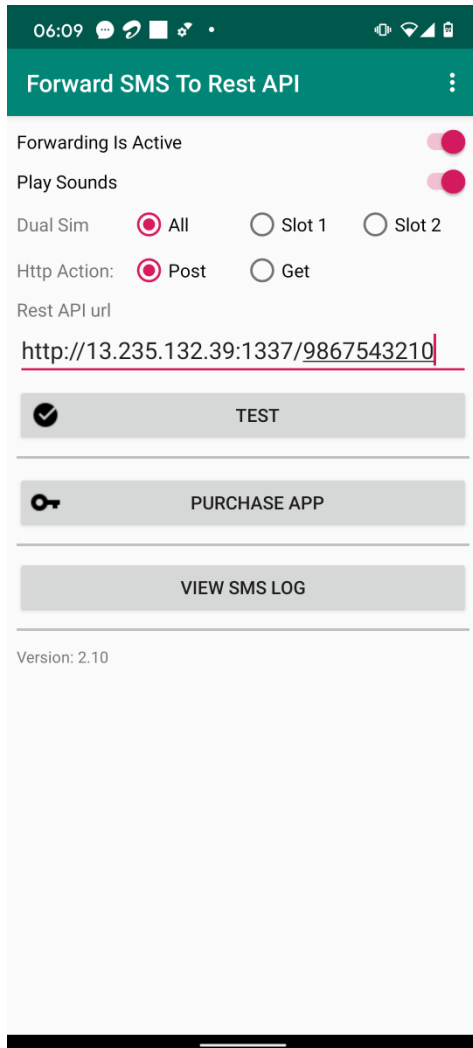 06:09
Forward SMS To Rest API
Forwarding Is Active
Play Sounds
Dual Sim All Slot 1 Slot 2
Http Action: Post Get
Rest API url
http://13.235.132.39:1337/9867543210
TEST
PURCHASE APP
VIEW SMS LOG
Version: 2.10